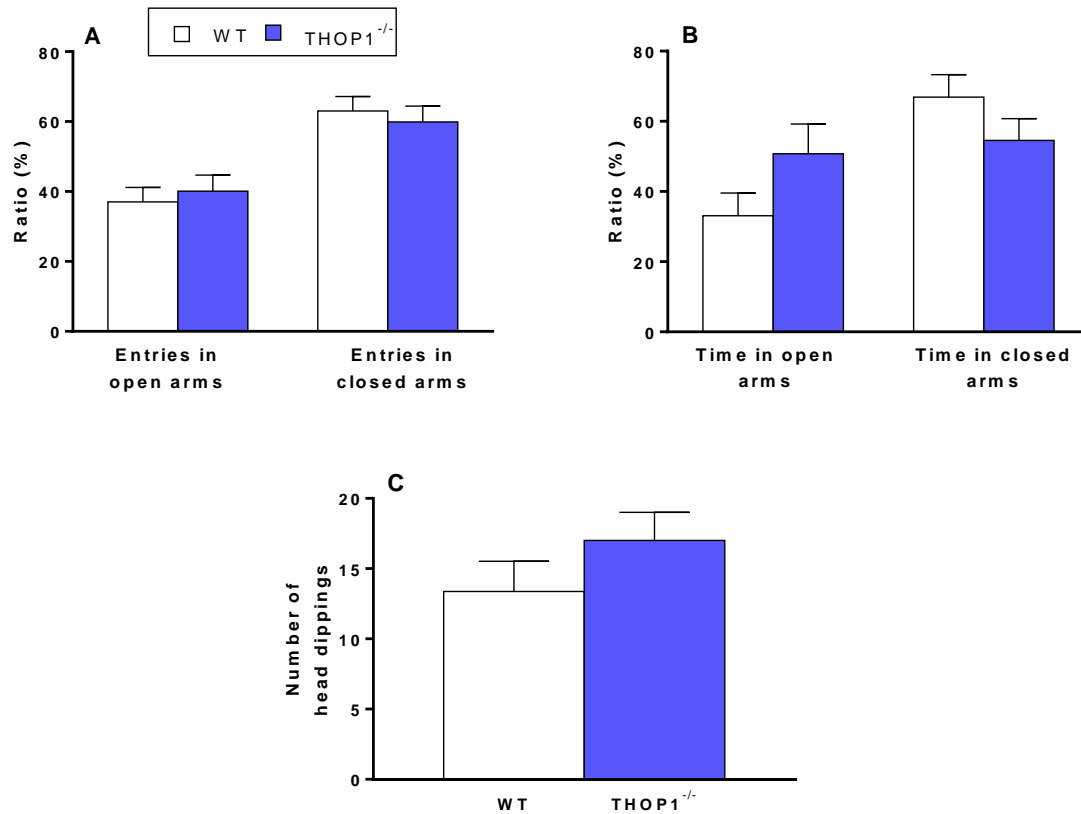 A
WT THOP1-/-
80
60
40
20
0
Ratio (%)
Entries in
open arms
Entries in
closed arms
B
80
60
40
20
0
Ratio (%)
Time in open
arms
Time in closed
arms
C
20
15
10
5
0
Number of
head dippings
WT THOP1-/-